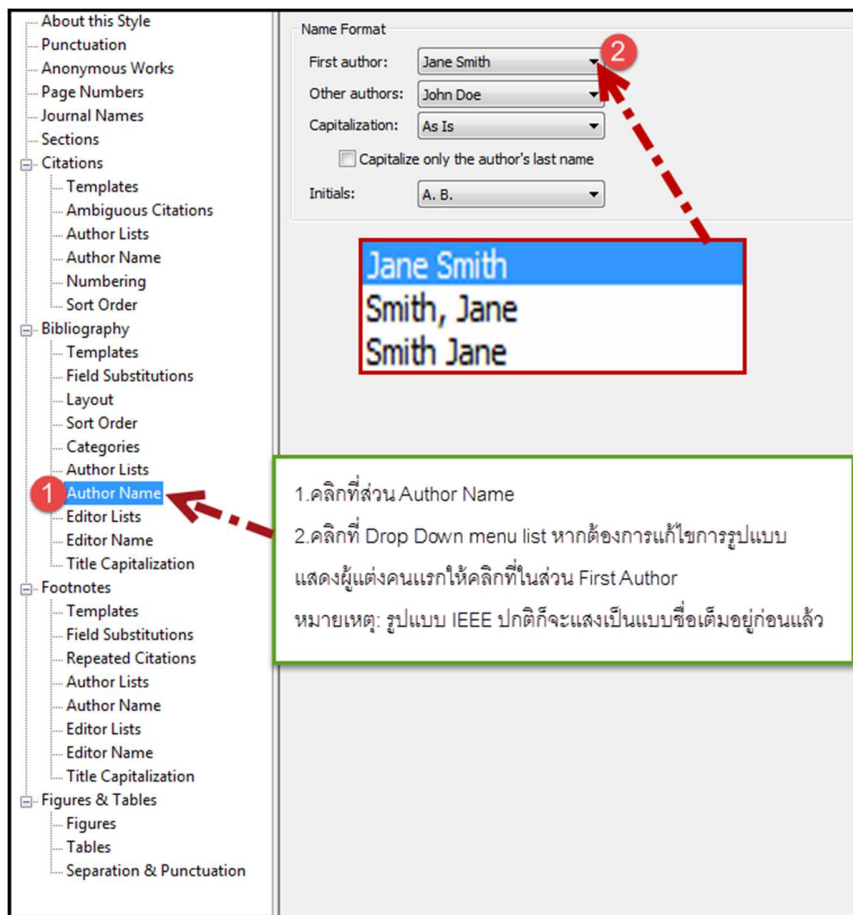 About this Style
Punctuation
Anonymous Works
Page Numbers
Journal Names
Sections
Citations
Templates
Ambiguous Citations
Author Lists
Author Name
Numbering
Sort Order
Bibliography
Templates
Field Substitutions
Layout
Sort Order
Categories
Author Lists
1 Author Name
Editor Lists
Editor Name
Title Capitalization
Footnotes
Templates
Field Substitutions
Repeated Citations
Author Lists
Author Name
Editor Lists
Editor Name
Title Capitalization
Figures & Tables
Figures
Tables
Separation & Punctuation
Name Format
First author: Jane Smith 2
Other authors: John Doe
Capitalization: As Is
Capitalize only the author's last name
Initials: A. B.
Jane Smith
Smith, Jane
Smith Jane
1.คลิกที่ส่วน Author Name
2.คลิกที่ Drop Down menu list หากต้องการแก้ไขการรูปแบบ
แสดงผู้แต่งคนแรกให้คลิกที่ในส่วน First Author
หมายเหตุ: รูปแบบ IEEE ปกติก็จะแสงเป็นแบบชื่อเต็มอยู่ก่อนแล้ว